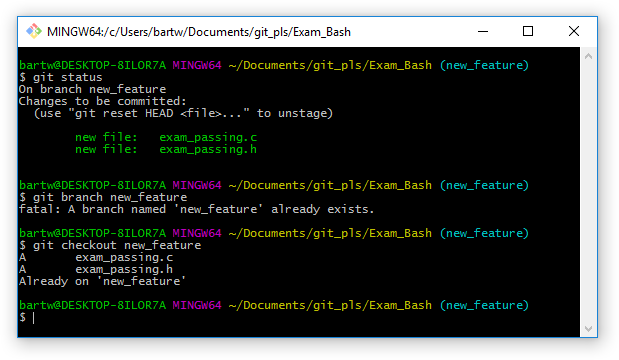 MINGW64:/c/Users/bartw/Documents/git_pls/Exam_Bash
bartw@DESKTOP-8ILOR7A MINGW64 ~/Documents/git_pls/Exam_Bash (new_feature)
$ git status
On branch new_feature
Changes to be committed:
  (use "git reset HEAD <file>..." to unstage)
        new file:   exam_passing.c
        new file:   exam_passing.h
bartw@DESKTOP-8ILOR7A MINGW64 ~/Documents/git_pls/Exam_Bash (new_feature)
$ git branch new_feature
fatal: A branch named 'new_feature' already exists.
bartw@DESKTOP-8ILOR7A MINGW64 ~/Documents/git_pls/Exam_Bash (new_feature)
$ git checkout new_feature
A       exam_passing.c
A       exam_passing.h
Already on 'new_feature'
bartw@DESKTOP-8ILOR7A MINGW64 ~/Documents/git_pls/Exam_Bash (new_feature)
$